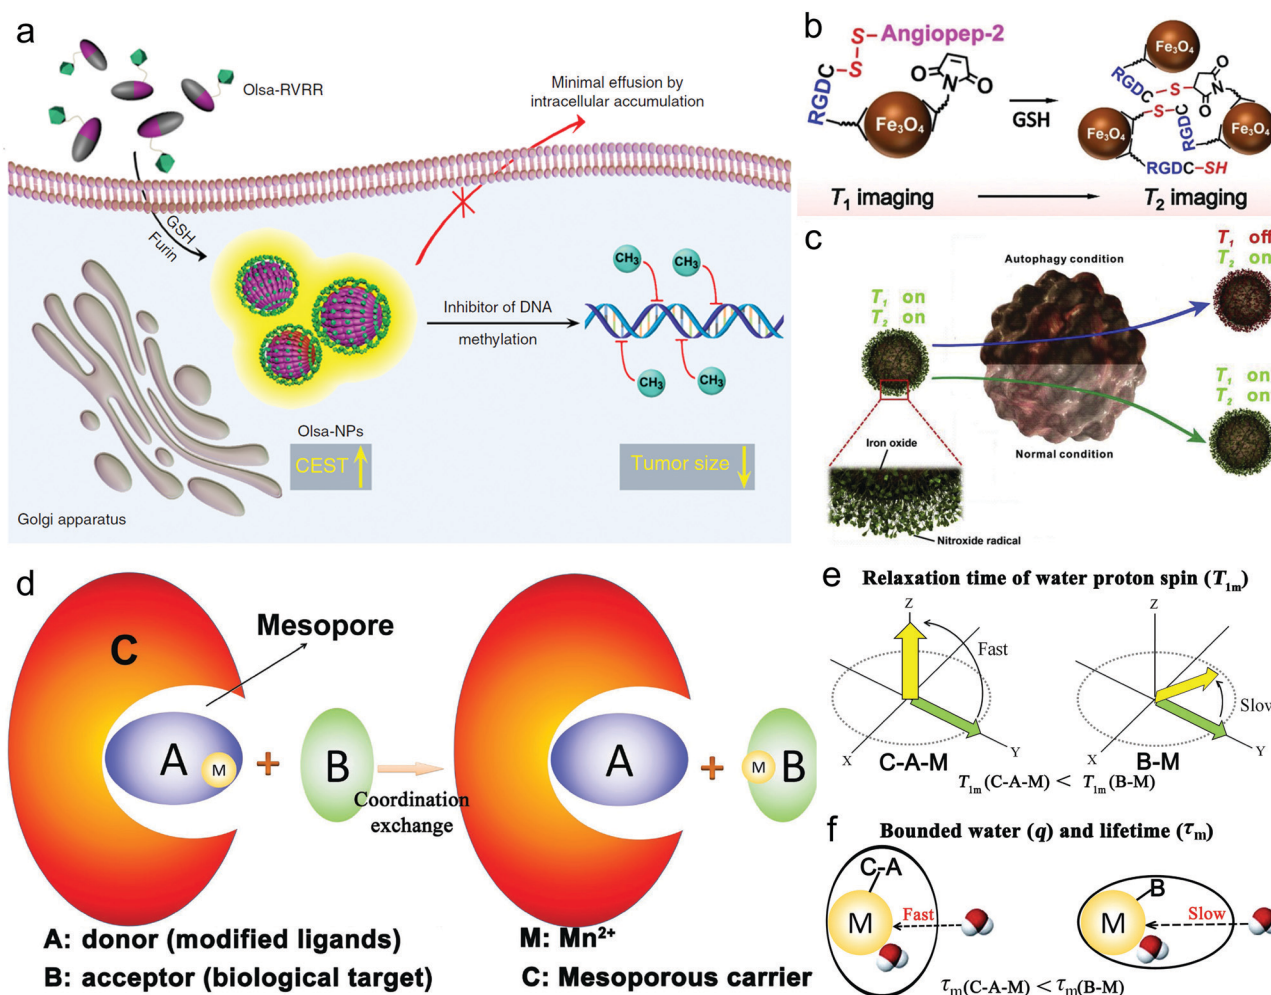 a
Olsa-RVRR
Minimal effusion by
intracellular accumulation
GSH
Furin
Inhibitor of DNA
methylation
CH₃
CH₃
CH₃
CH₃
Olsa-NPs
CEST
Tumor size
Golgi apparatus
b
S-Angiopep-2
S
RGDC
O
N
O
Fe₃O₄
GSH
Fe₃O₄
RGDC
S
O
N
O
Fe₃O₄
S-C
RGD
Fe₃O₄
RGDC-SH
T₁ imaging
T₂ imaging
c
Autophagy condition
T₁ on
T₂ on
T₁ off
T₂ on
T₁ on
T₂ on
Iron oxide
Normal condition
Nitroxide radical
d
C
Mesopore
A
M
+
B
Coordination
exchange
A
+
M
B
A: donor (modified ligands)
M: Mn²⁺
B: acceptor (biological target)
C: Mesoporous carrier
e
Relaxation time of water proton spin (T₁ₘ)
Z
Fast
X
Y
C-A-M
Z
Slow
X
Y
B-M
T₁ₘ(C-A-M) < T₁ₘ(B-M)
f
Bounded water (q) and lifetime (τₘ)
C-A
M
Fast
B
M
Slow
τₘ(C-A-M) < τₘ(B-M)